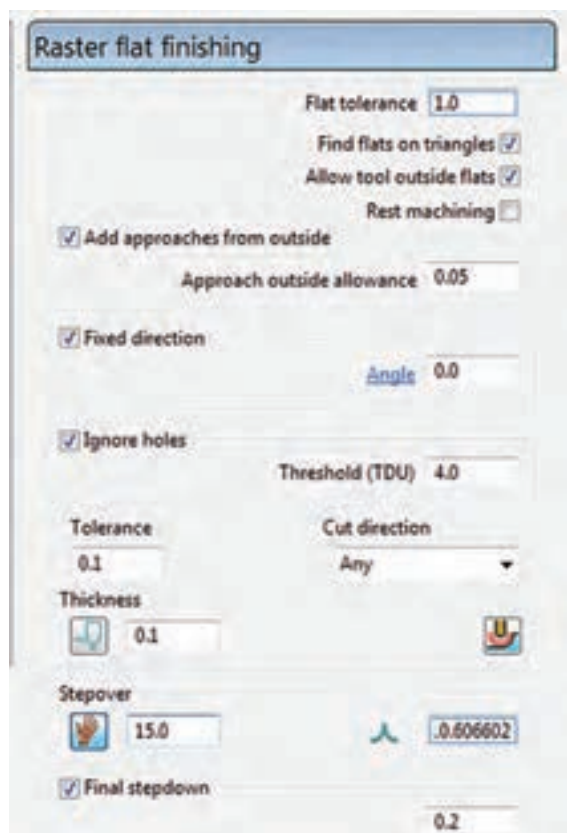 Raster flat finishing
Flat tolerance 1.0
Find flats on triangles
Allow tool outside flats
Rest machining
Add approaches from outside
Approach outside allowance 0.05
Fixed direction
Angle 0.0
Ignore holes
Threshold (TDU) 4.0
Tolerance Cut direction
0.1 Any
Thickness
0.1
Stepover
15.0 .0.606602
Final stepdown
0.2